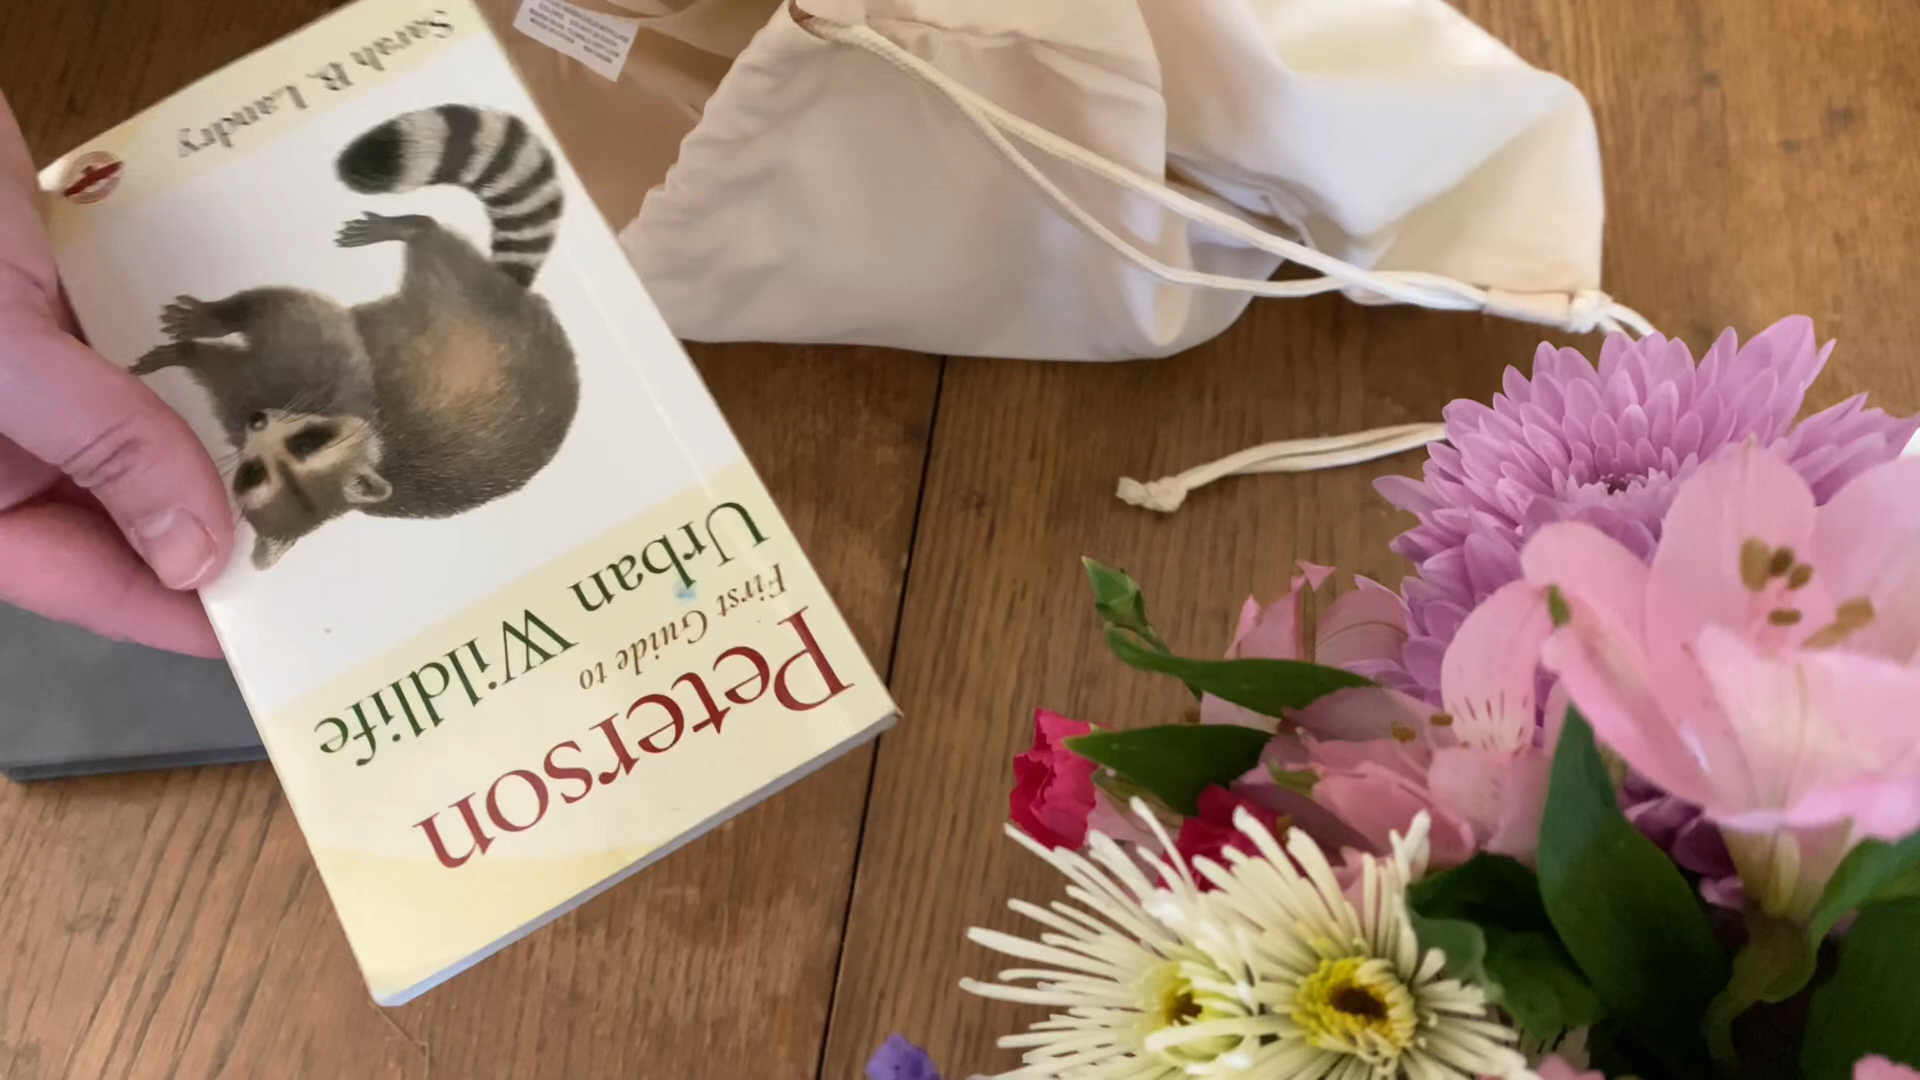 Peterson
First Guide to
Urban Wildlife
Sarah B. Landry